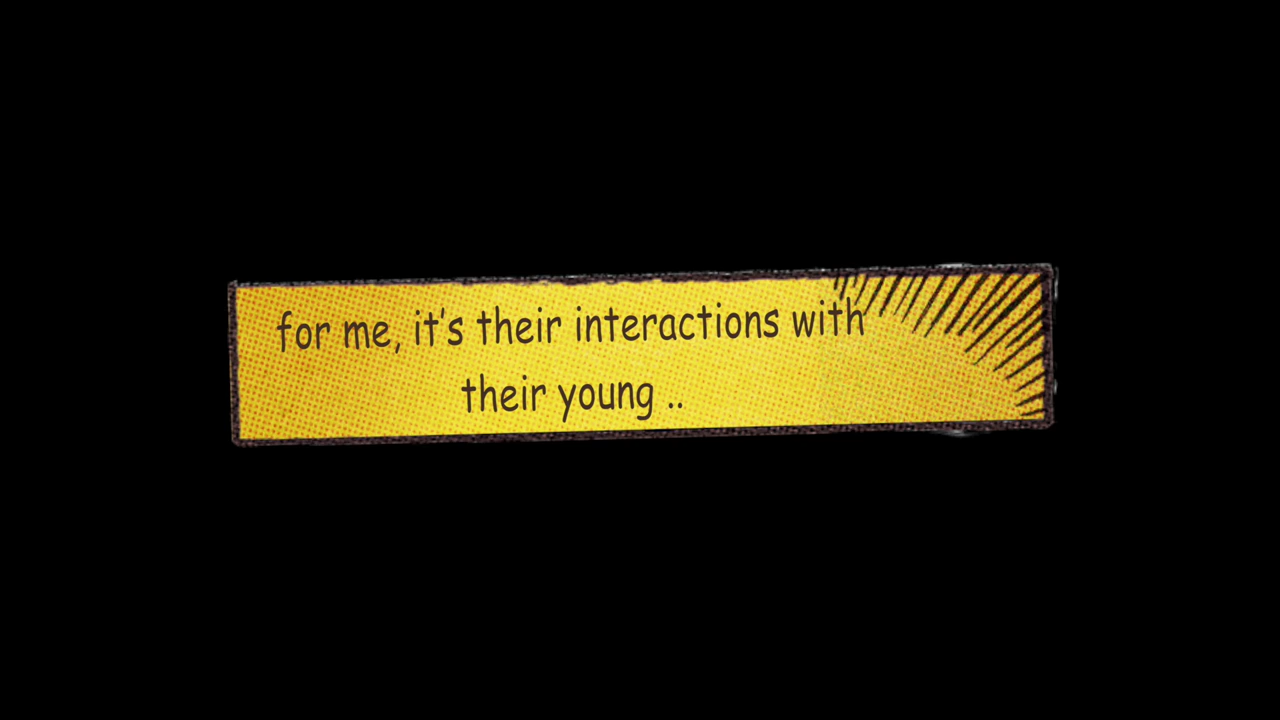 for me, it's their interactions with
their young ..